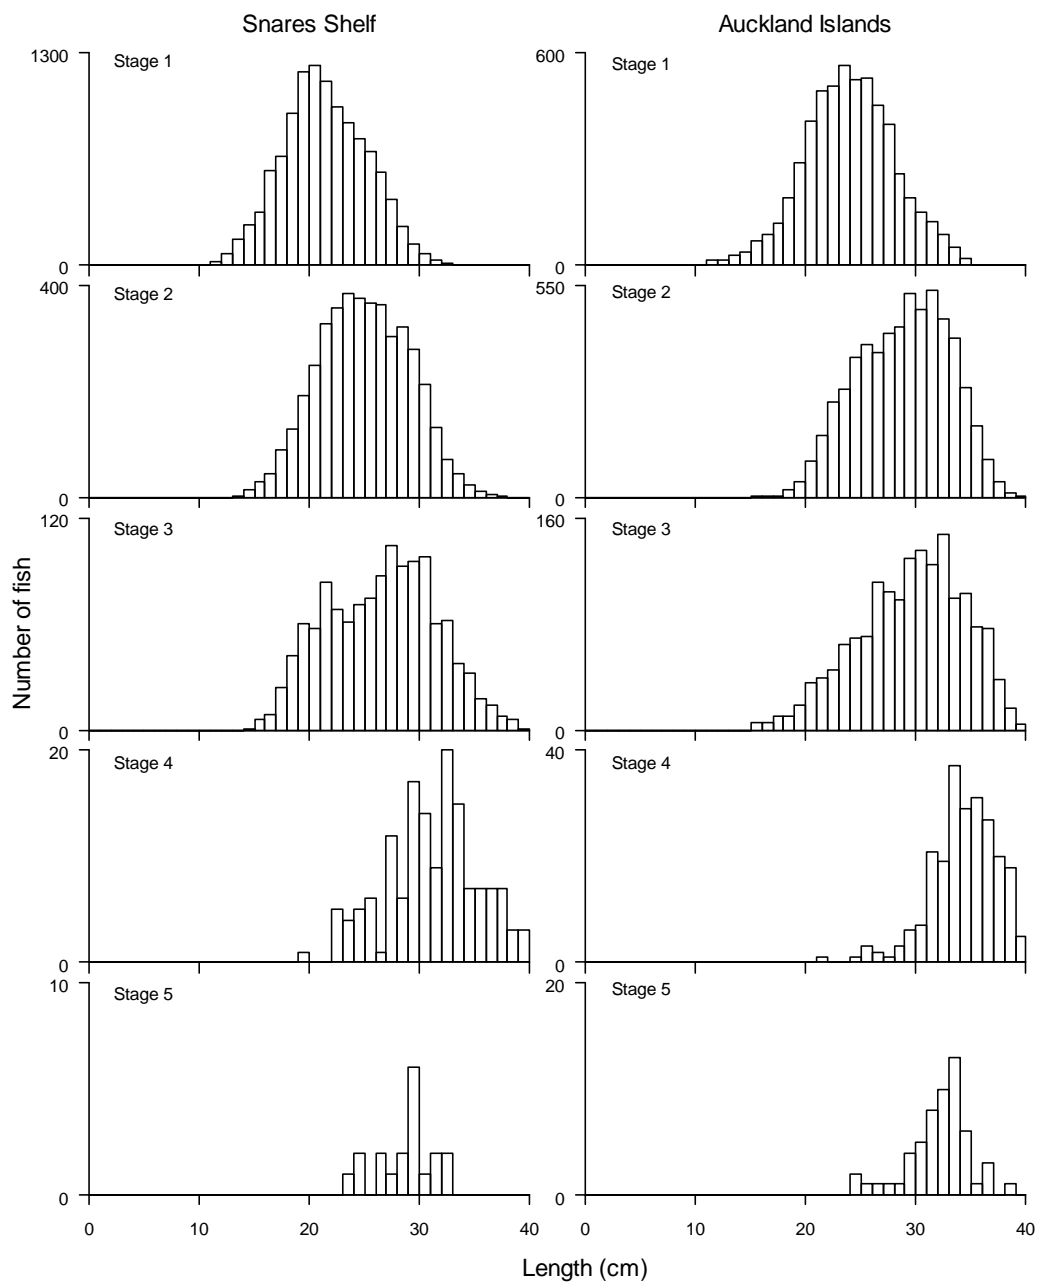 Snares Shelf
Auckland Islands
1300
Stage 1
0
600
Stage 1
0
400
Stage 2
0
550
Stage 2
0
120
Stage 3
0
160
Stage 3
0
20
Stage 4
0
40
Stage 4
0
10
Stage 5
0
20
Stage 5
0
0 10 20 30 40
0 10 20 30 40
Number of fish
Length (cm)